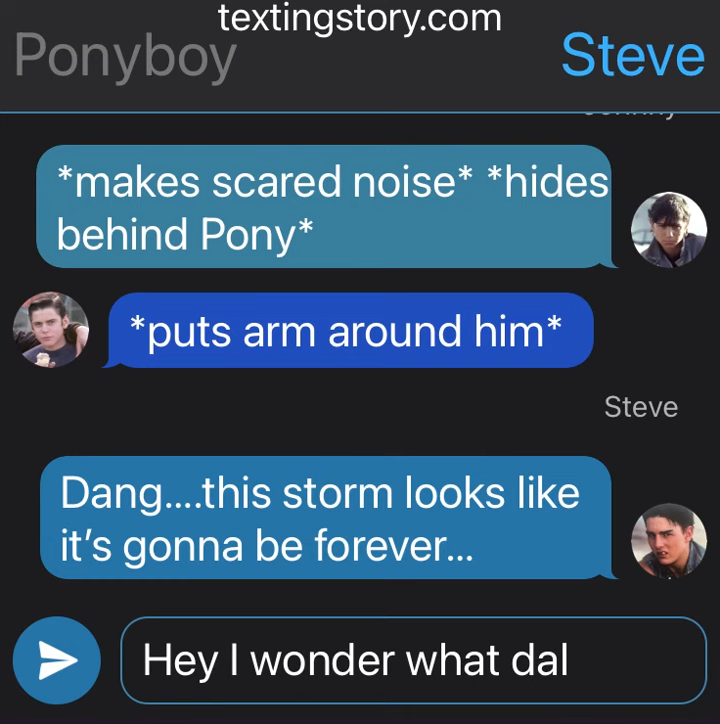 textingstory.com
Ponyboy Steve
*makes scared noise* *hides
behind Pony*
*puts arm around him*
Steve
Dang....this storm looks like
it's gonna be forever...
Hey I wonder what dal